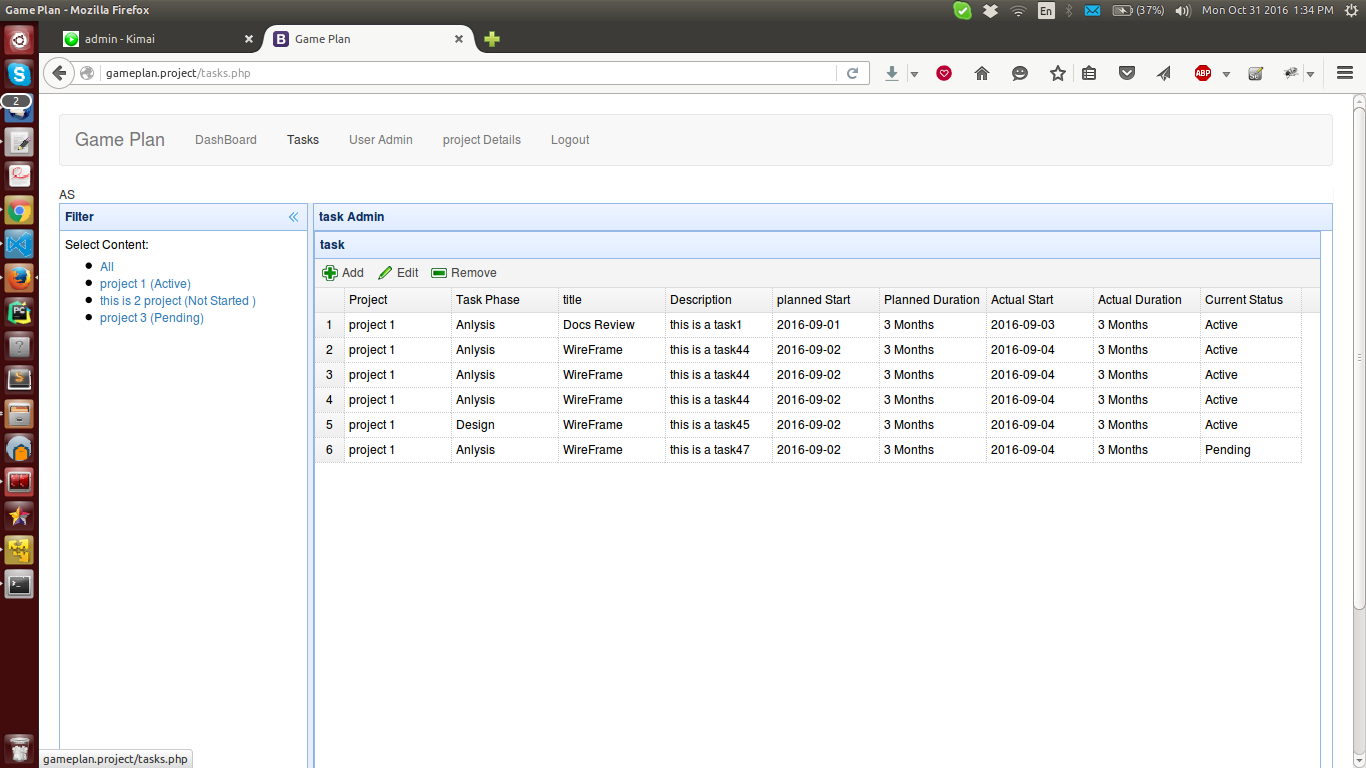 Game Plan - Mozilla Firefox
En (37%) Mon Oct 31 2016 1:34 PM
admin - Kimai
B Game Plan
gameplan.project/tasks.php
ABP
Se
2
Game Plan DashBoard Tasks User Admin project Details Logout
AS
Filter
Select Content:
All
project 1 (Active)
this is 2 project (Not Started )
project 3 (Pending)
task Admin
task
Add Edit Remove
Project Task Phase title Description planned Start Planned Duration Actual Start Actual Duration Current Status
1 project 1 Anlysis Docs Review this is a task1 2016-09-01 3 Months 2016-09-03 3 Months Active
2 project 1 Anlysis WireFrame this is a task44 2016-09-02 3 Months 2016-09-04 3 Months Active
3 project 1 Anlysis WireFrame this is a task44 2016-09-02 3 Months 2016-09-04 3 Months Active
4 project 1 Anlysis WireFrame this is a task44 2016-09-02 3 Months 2016-09-04 3 Months Active
5 project 1 Design WireFrame this is a task45 2016-09-02 3 Months 2016-09-04 3 Months Active
6 project 1 Anlysis WireFrame this is a task47 2016-09-02 3 Months 2016-09-04 3 Months Pending
gameplan.project/tasks.php